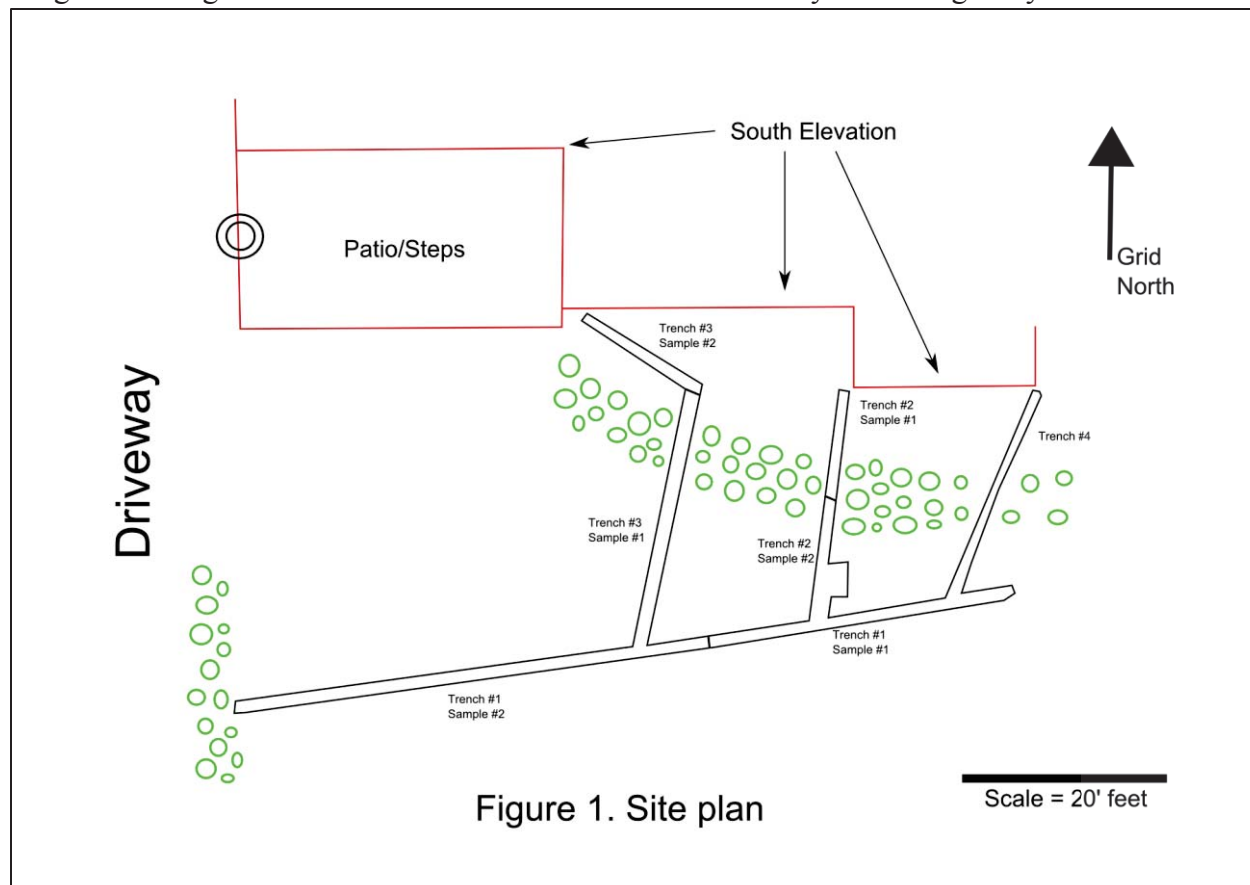 South Elevation
Patio/Steps
Grid
North
Trench #3
Sample #2
Trench #2
Sample #1
Trench #4
Driveway
Trench #3
Sample #1
Trench #2
Sample #2
Trench #1
Sample #1
Trench #1
Sample #2
Scale = 20' feet
Figure 1. Site plan